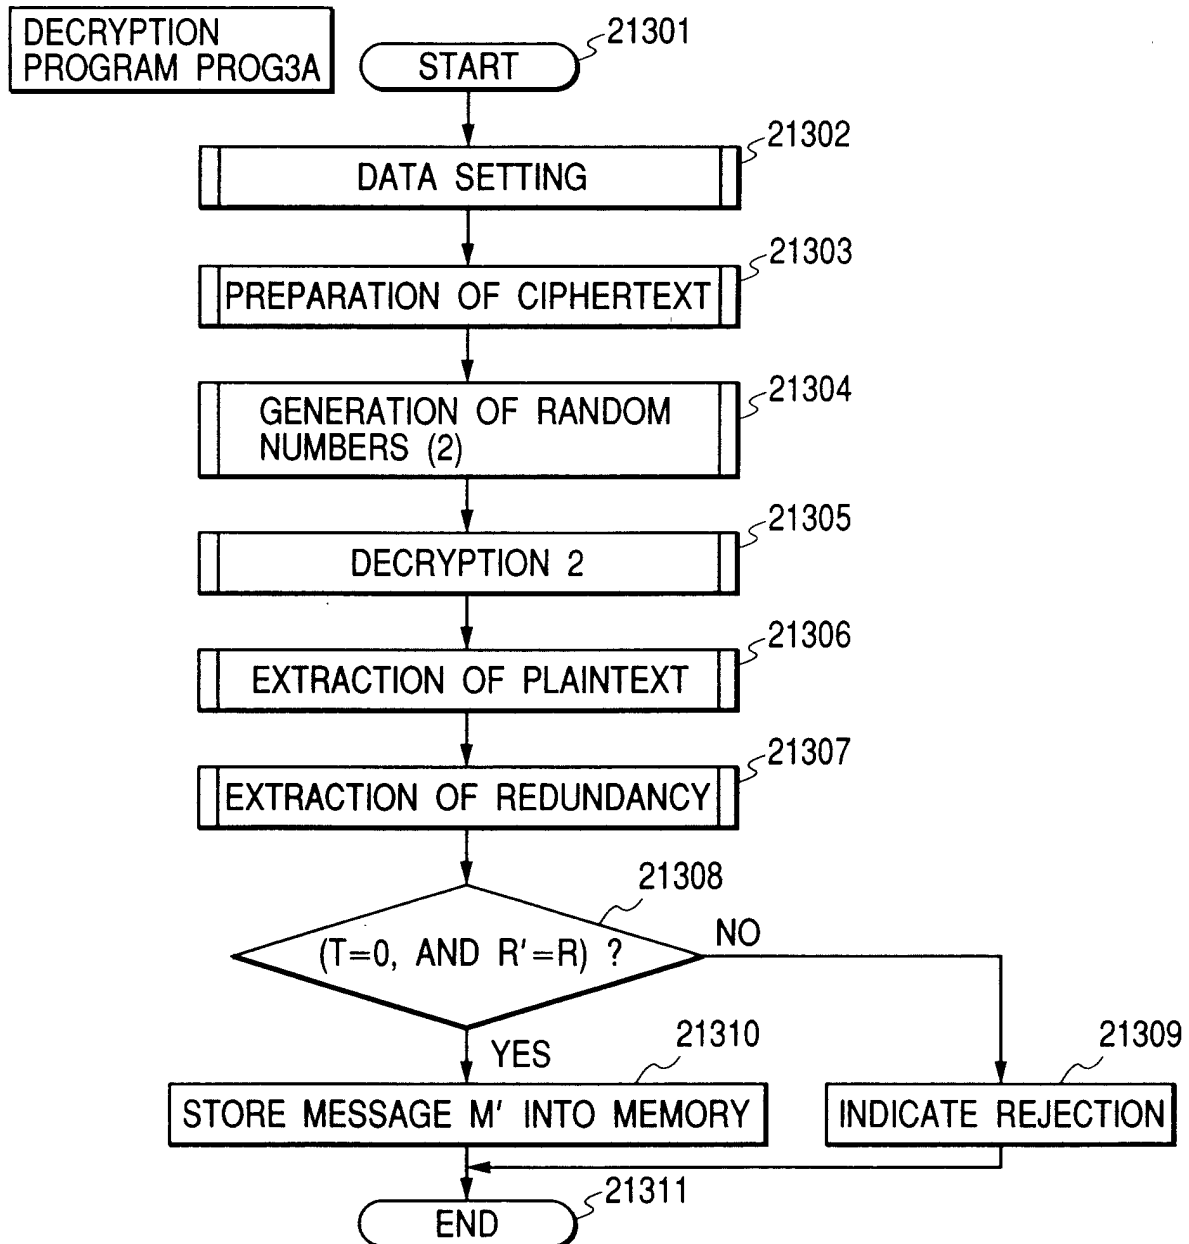 DECRYPTION
PROGRAM PROG3A
21301
START
21302
DATA SETTING
21303
PREPARATION OF CIPHERTEXT
21304
GENERATION OF RANDOM
NUMBERS (2)
21305
DECRYPTION 2
21306
EXTRACTION OF PLAINTEXT
21307
EXTRACTION OF REDUNDANCY
21308
(T=0, AND R'=R) ?
NO
YES
21310
STORE MESSAGE M' INTO MEMORY
21309
INDICATE REJECTION
21311
END